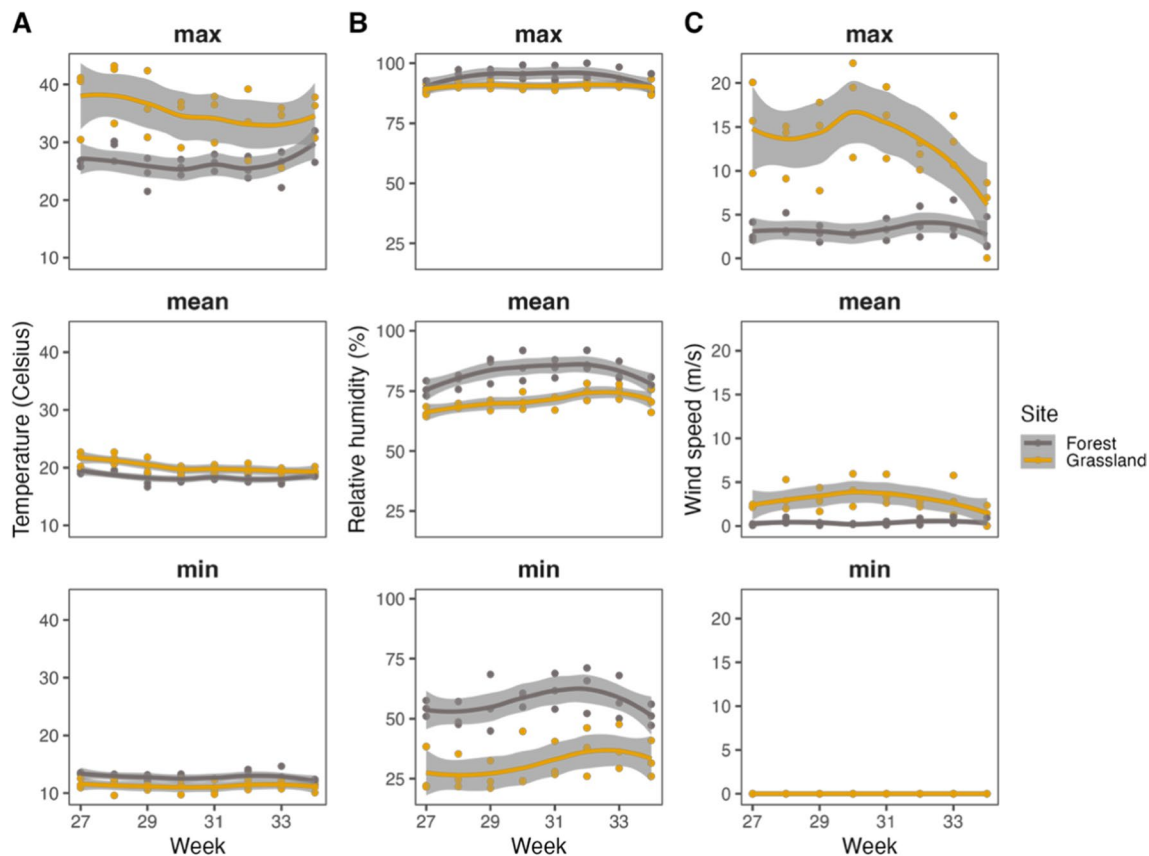 A
B
C
max
max
max
40
30
20
10
100
75
50
25
20
15
10
5
0
mean
mean
mean
Temperature (Celsius)
40
30
20
10
Relative humidity (%)
100
75
50
25
Wind speed (m/s)
20
15
10
5
0
Site
Forest
Grassland
min
min
min
40
30
20
10
100
75
50
25
20
15
10
5
0
27 29 31 33
27 29 31 33
27 29 31 33
Week
Week
Week